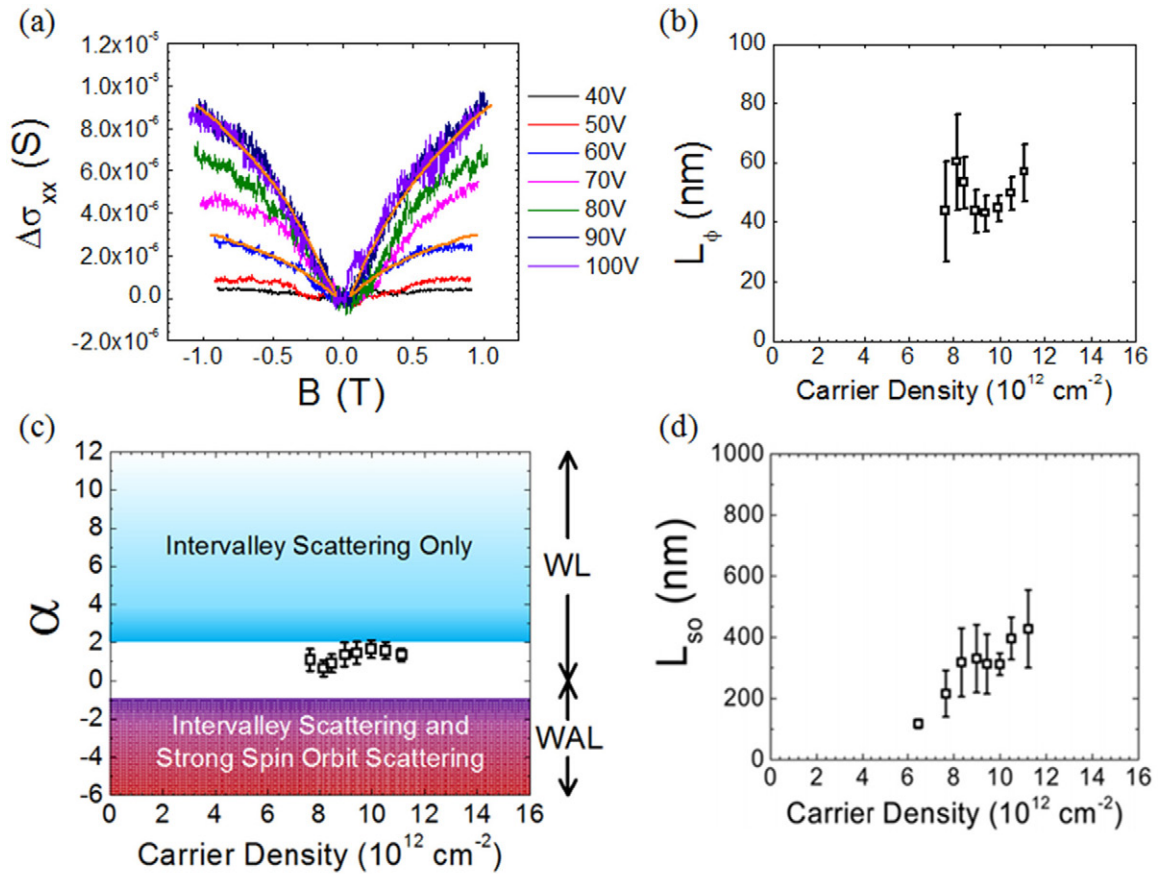 (a)
1.2x10⁻⁵
1.0x10⁻⁵
8.0x10⁻⁶
6.0x10⁻⁶
4.0x10⁻⁶
2.0x10⁻⁶
0.0
-2.0x10⁻⁶
Δσxx (S)
-1.0 -0.5 0.0 0.5 1.0
B (T)
40V
50V
60V
70V
80V
90V
100V
(b)
100
80
60
40
20
0
Lϕ (nm)
0 2 4 6 8 10 12 14 16
Carrier Density (10¹² cm⁻²)
(c)
12
10
8
6
4
2
0
-2
-4
-6
α
Intervalley Scattering Only
Intervalley Scattering and
Strong Spin Orbit Scattering
WL
WAL
0 2 4 6 8 10 12 14 16
Carrier Density (10¹² cm⁻²)
(d)
1000
800
600
400
200
0
Lso (nm)
0 2 4 6 8 10 12 14 16
Carrier Density (10¹² cm⁻²)